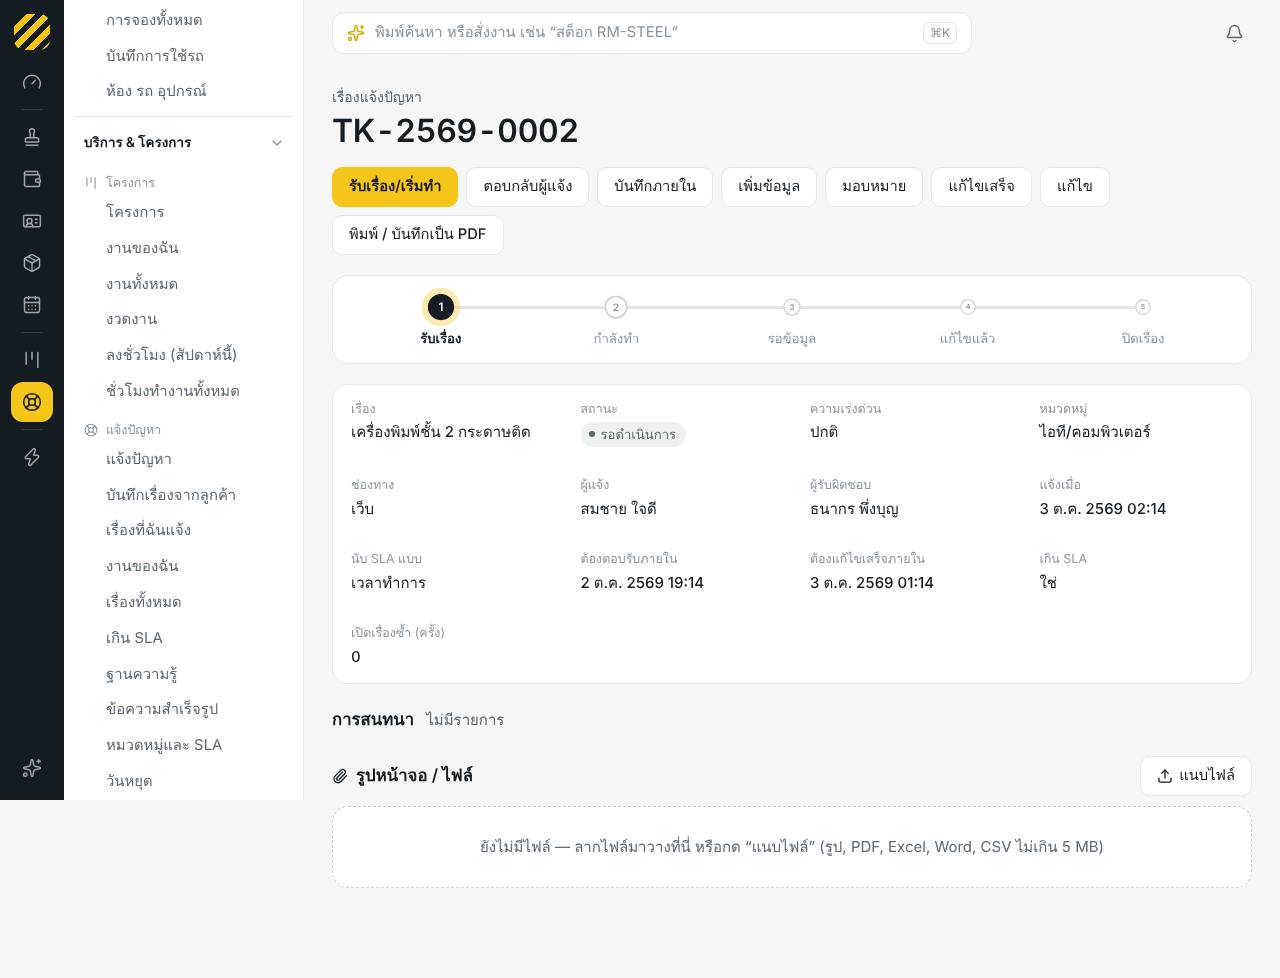 การจองทั้งหมด
บันทึกการใช้รถ
ห้อง รถ อุปกรณ์
บริการ & โครงการ
โครงการ
โครงการ
งานของฉัน
งานทั้งหมด
งวดงาน
ลงชั่วโมง (สัปดาห์นี้)
ชั่วโมงทำงานทั้งหมด
แจ้งปัญหา
แจ้งปัญหา
บันทึกเรื่องจากลูกค้า
เรื่องที่ฉันแจ้ง
งานของฉัน
เรื่องทั้งหมด
เกิน SLA
ฐานความรู้
ข้อความสำเร็จรูป
หมวดหมู่และ SLA
วันหยุด
พิมพ์ค้นหา หรือสั่งงาน เช่น “สต็อก RM-STEEL” ⌘K
เรื่องแจ้งปัญหา
TK-2569-0002
รับเรื่อง/เริ่มทำ ตอบกลับผู้แจ้ง บันทึกภายใน เพิ่มข้อมูล มอบหมาย แก้ไขเสร็จ แก้ไข
พิมพ์ / บันทึกเป็น PDF
1 2 3 4 5
รับเรื่อง กำลังทำ รอข้อมูล แก้ไขแล้ว ปิดเรื่อง
เรื่อง สถานะ ความเร่งด่วน หมวดหมู่
เครื่องพิมพ์ชั้น 2 กระดาษติด รอดำเนินการ ปกติ ไอที/คอมพิวเตอร์
ช่องทาง ผู้แจ้ง ผู้รับผิดชอบ แจ้งเมื่อ
เว็บ สมชาย ใจดี ธนากร พึ่งบุญ 3 ต.ค. 2569 02:14
นับ SLA แบบ ต้องตอบรับภายใน ต้องแก้ไขเสร็จภายใน เกิน SLA
เวลาทำการ 2 ต.ค. 2569 19:14 3 ต.ค. 2569 01:14 ใช่
เปิดเรื่องซ้ำ (ครั้ง)
0
การสนทนา ไม่มีรายการ
รูปหน้าจอ / ไฟล์ แนบไฟล์
ยังไม่มีไฟล์ — ลากไฟล์มาวางที่นี่ หรือกด “แนบไฟล์” (รูป, PDF, Excel, Word, CSV ไม่เกิน 5 MB)